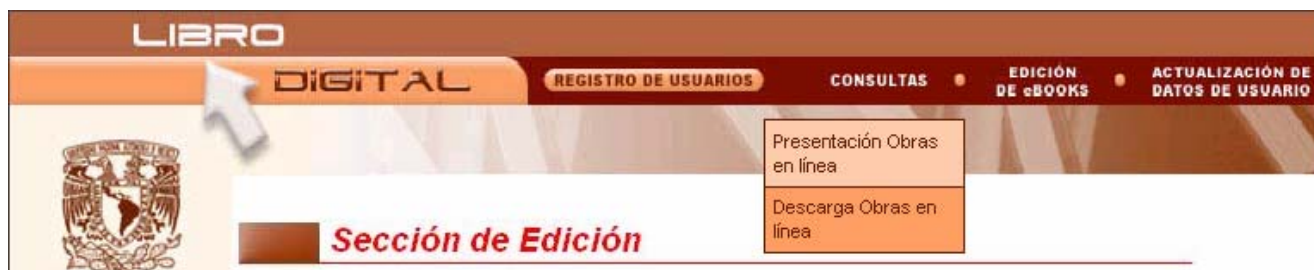 LIBRO
DIGITAL
REGISTRO DE USUARIOS
CONSULTAS
EDICIÓN
DE eBOOKS
ACTUALIZACIÓN DE
DATOS DE USUARIO
Presentación Obras
en línea
Descarga Obras en
línea
Sección de Edición